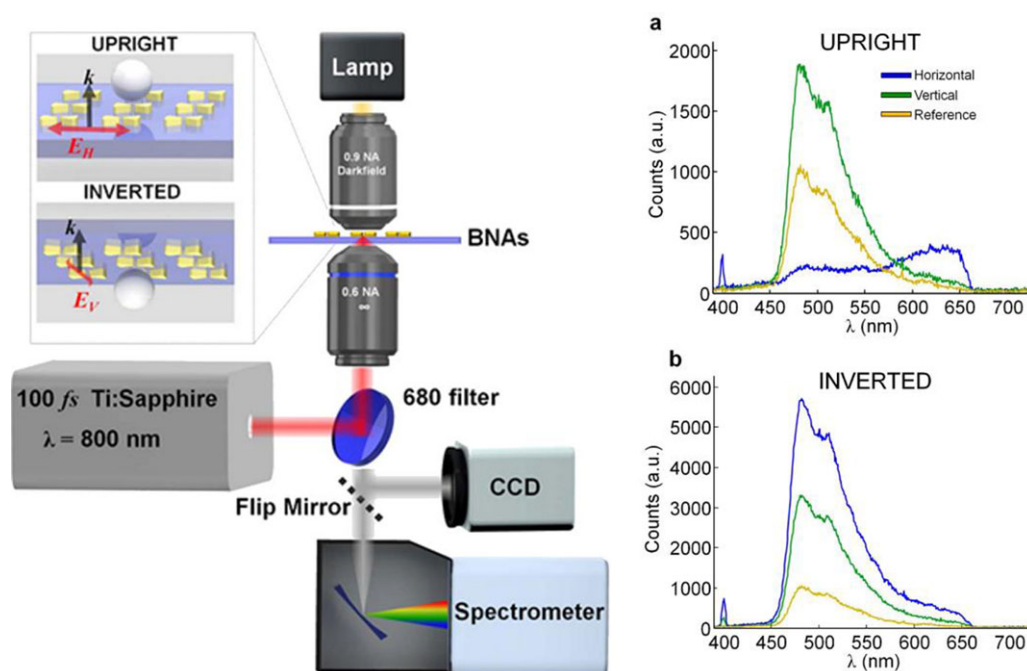 UPRIGHT
k
E_H
INVERTED
k
E_V
Lamp
0.9 NA
Darkfield
BNAs
0.6 NA
∞
100 fs Ti:Sapphire
λ = 800 nm
680 filter
Flip Mirror
CCD
Spectrometer
a
UPRIGHT
Horizontal
Vertical
Reference
Counts (a.u.)
2000
1500
1000
500
0
400 450 500 550 600 650 700
λ (nm)
b
INVERTED
Counts (a.u.)
6000
5000
4000
3000
2000
1000
0
400 450 500 550 600 650 700
λ (nm)